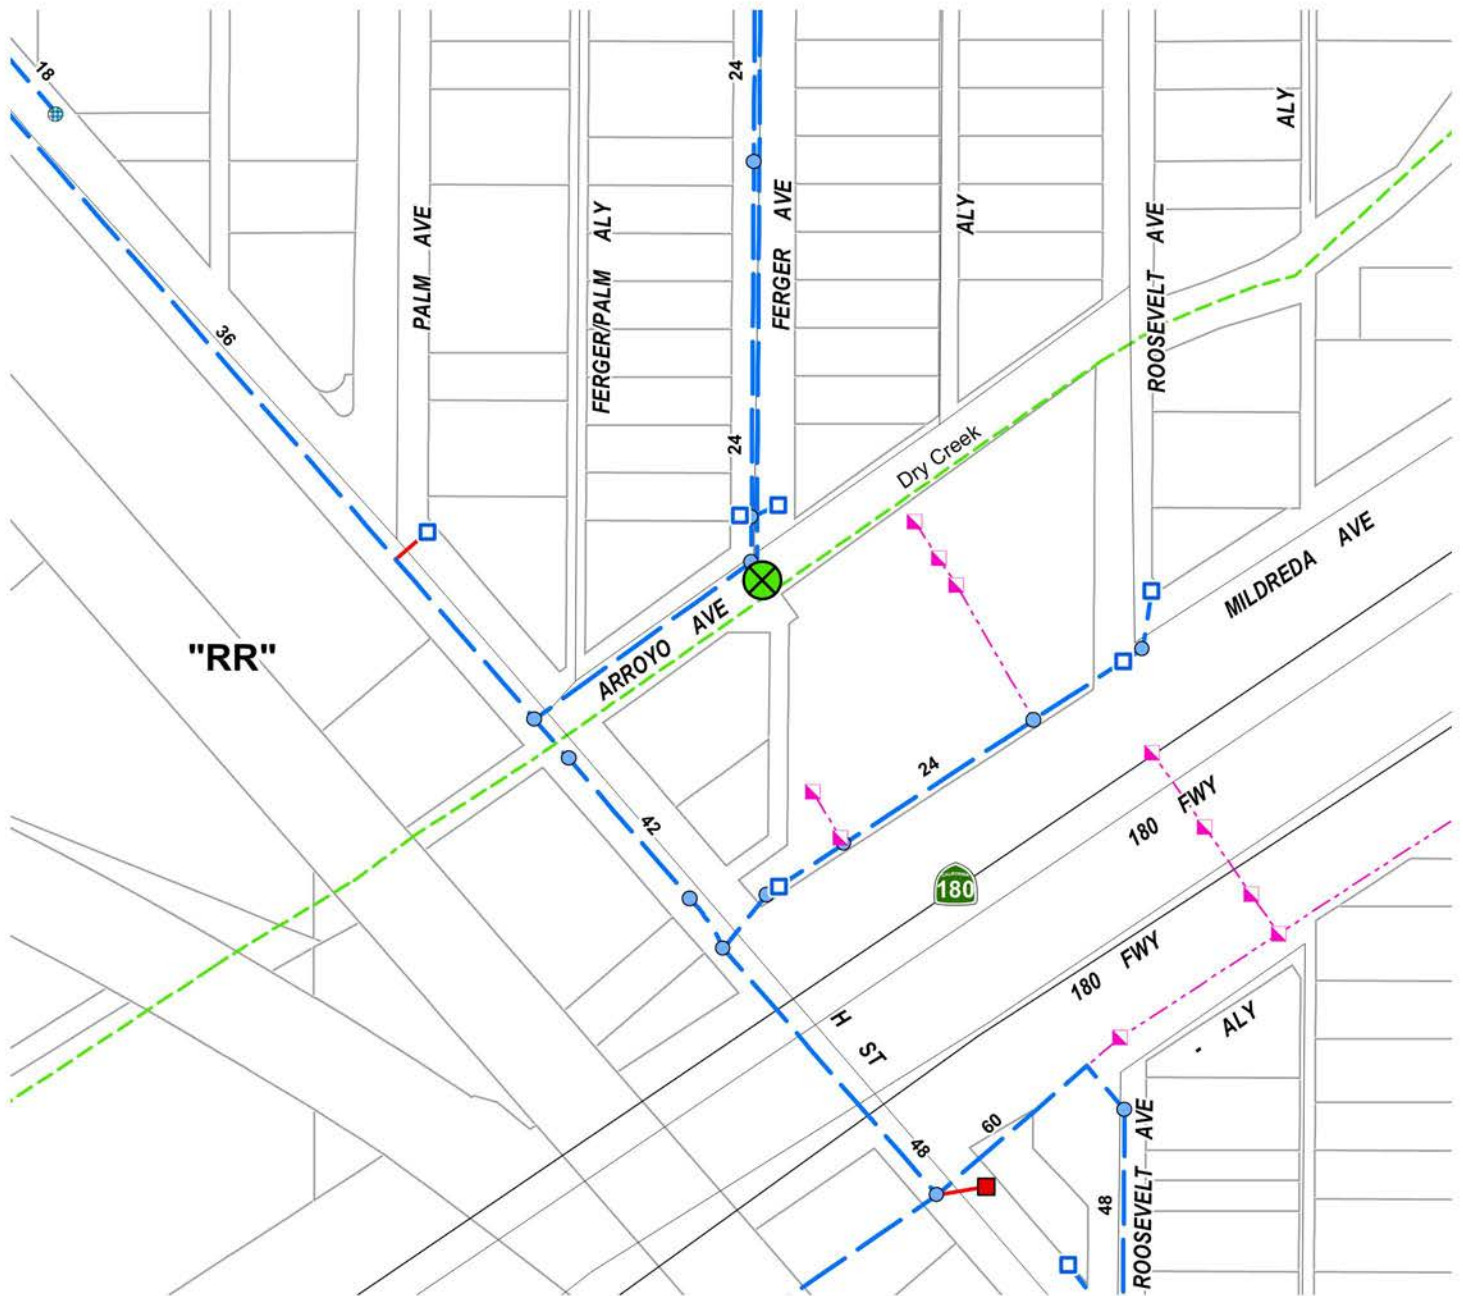 18
24
ALY
PALM AVE
FERGER/PALM ALY
FERGER AVE
ALY
ROOSEVELT AVE
36
24
Dry Creek
MILDREDA AVE
"RR"
ARROYO AVE
24
180 FWY
42
CALIFORNIA
180
180 FWY
H ST
- ALY
60
48
48
ROOSEVELT AVE